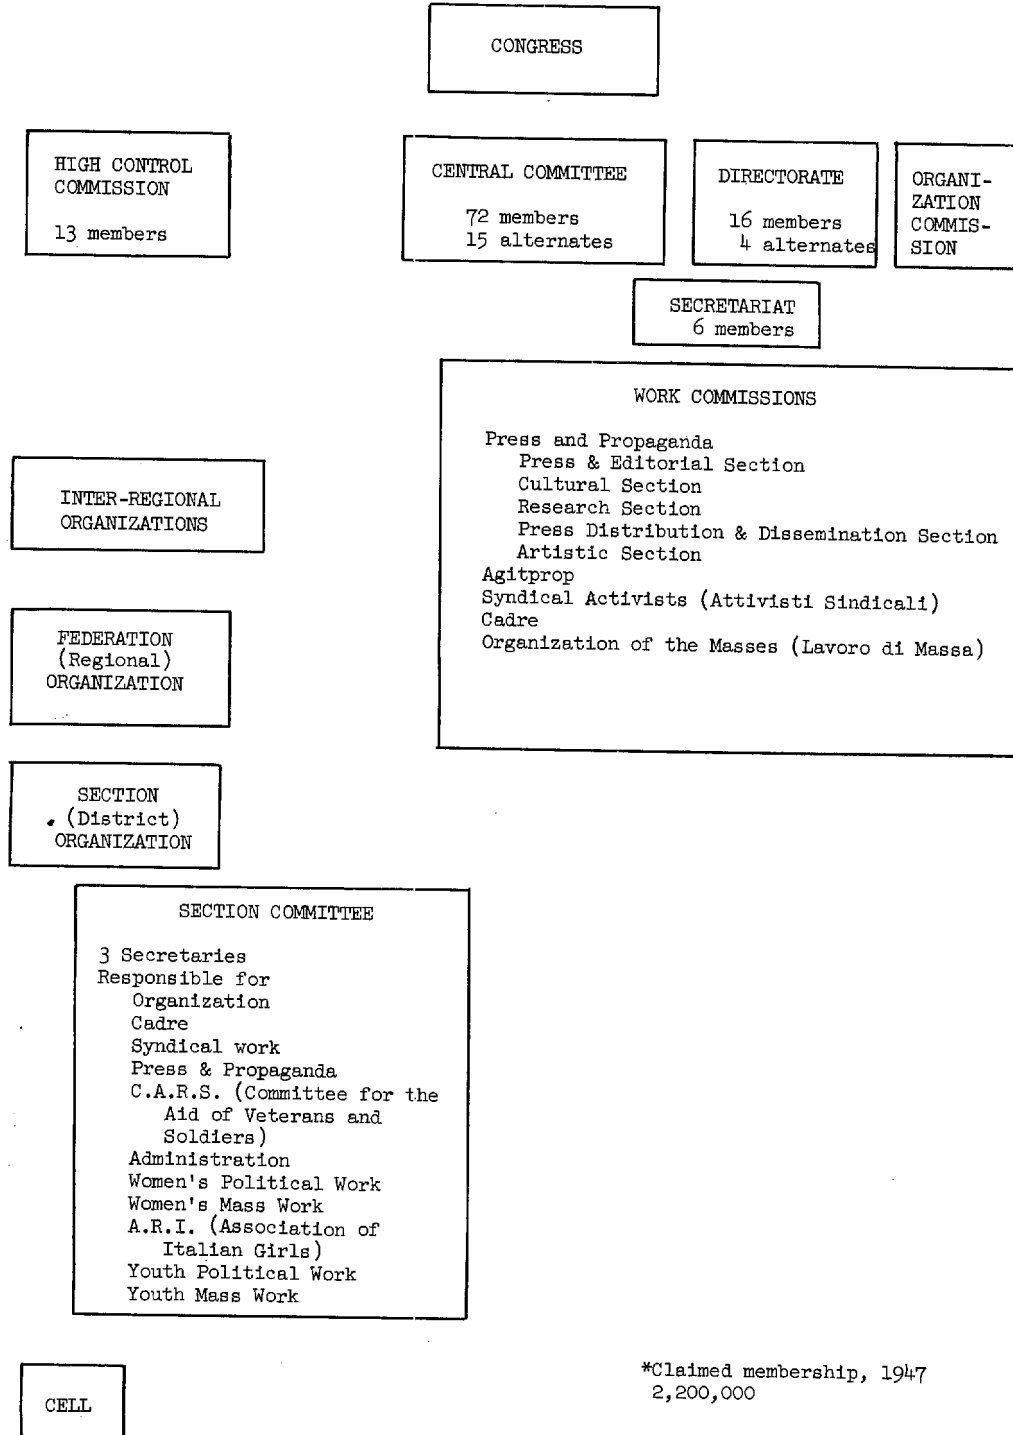 CONGRESS
HIGH CONTROL
COMMISSION
13 members
CENTRAL COMMITTEE
72 members
15 alternates
DIRECTORATE
16 members
4 alternates
ORGANI-
ZATION
COMMIS-
SION
SECRETARIAT
6 members
WORK COMMISSIONS
Press and Propaganda
Press & Editorial Section
Cultural Section
Research Section
Press Distribution & Dissemination Section
Artistic Section
Agitprop
Syndical Activists (Attivisti Sindicali)
Cadre
Organization of the Masses (Lavoro di Massa)
INTER-REGIONAL
ORGANIZATIONS
FEDERATION
(Regional)
ORGANIZATION
SECTION
(District)
ORGANIZATION
SECTION COMMITTEE
3 Secretaries
Responsible for
Organization
Cadre
Syndical work
Press & Propaganda
C.A.R.S. (Committee for the
Aid of Veterans and
Soldiers)
Administration
Women's Political Work
Women's Mass Work
A.R.I. (Association of
Italian Girls)
Youth Political Work
Youth Mass Work
CELL
*Claimed membership, 1947
2,200,000